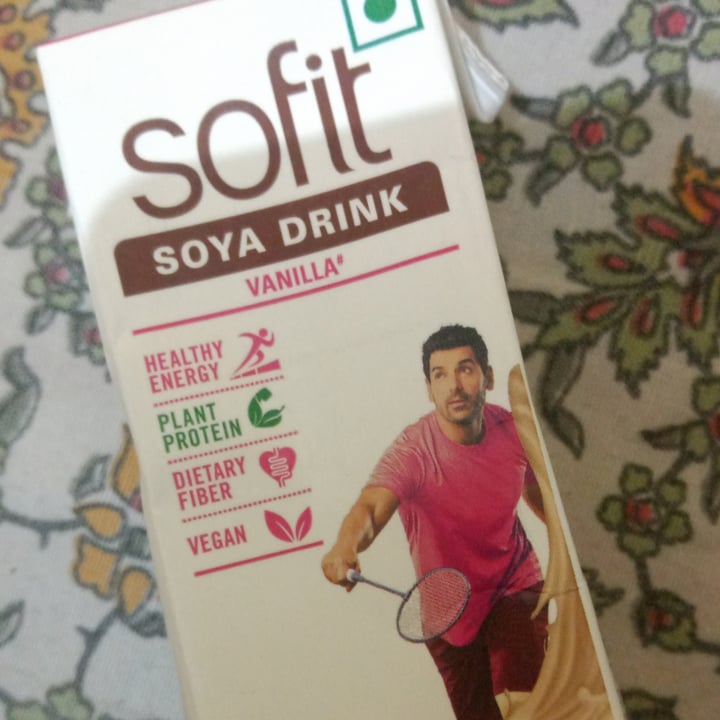 sofit
SOYA DRINK
VANILLA#
HEALTHY
ENERGY
PLANT
PROTEIN
DIETARY
FIBER
VEGAN